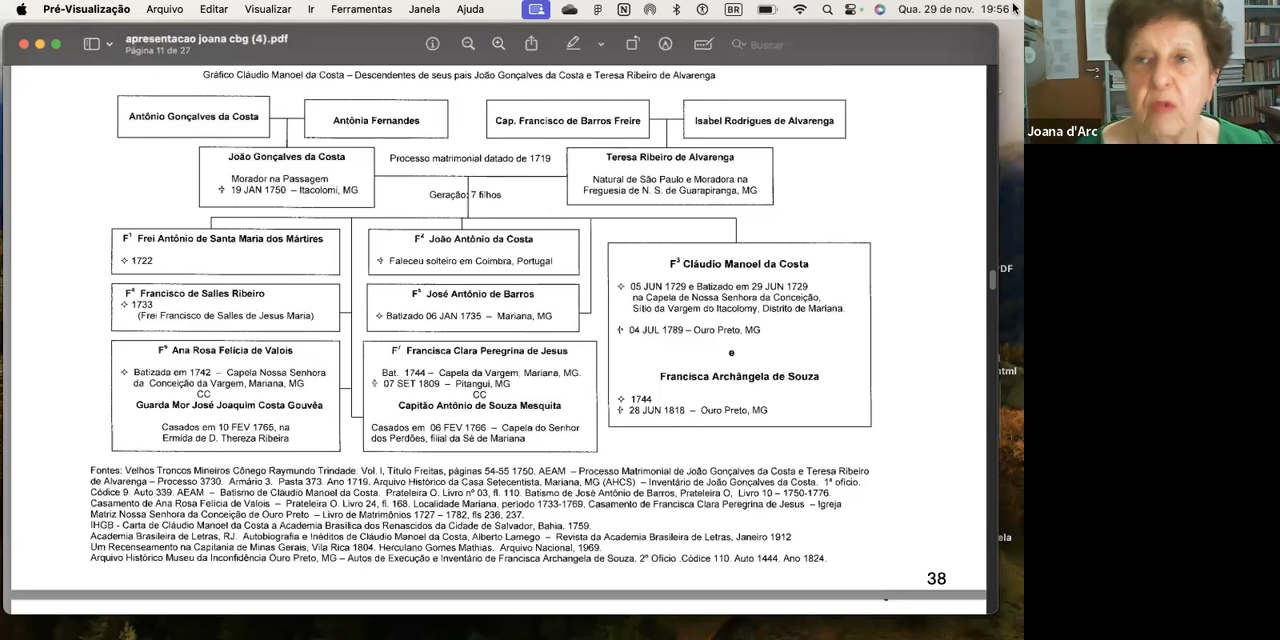 Pré-Visualização Arquivo Editar Visualizar Ir Ferramentas Janela Ajuda
BR
Qua. 29 de nov. 19:56
apresentacao joana cbg (4).pdf
Página 11 de 27
Buscar
Gráfico Cláudio Manoel da Costa – Descendentes de seus pais João Gonçalves da Costa e Teresa Ribeiro de Alvarenga
Antônio Gonçalves da Costa
Antônia Fernandes
Cap. Francisco de Barros Freire
Isabel Rodrigues de Alvarenga
João Gonçalves da Costa
Morador na Passagem
✞ 19 JAN 1750 – Itacolomi, MG
Processo matrimonial datado de 1719
Geração: 7 filhos
Teresa Ribeiro de Alvarenga
Natural de São Paulo e Moradora na
Freguesia de N. S. de Guarapiranga, MG
F¹ Frei Antônio de Santa Maria dos Mártires
✧ 1722
F² João Antônio da Costa
✞ Faleceu solteiro em Coimbra, Portugal
F³ Cláudio Manoel da Costa
✧ 05 JUN 1729 e Batizado em 29 JUN 1729
na Capela de Nossa Senhora da Conceição,
Sítio da Vargem do Itacolomy, Distrito de Mariana.
✞ 04 JUL 1789 – Ouro Preto, MG
e
Francisca Archângela de Souza
✧ 1744
✞ 28 JUN 1818 – Ouro Preto, MG
F⁴ Francisco de Salles Ribeiro
✧ 1733
(Frei Francisco de Salles de Jesus Maria)
F⁵ José Antônio de Barros
✧ Batizado 06 JAN 1735 – Mariana, MG
F⁶ Ana Rosa Felícia de Valois
✧ Batizada em 1742 – Capela Nossa Senhora
da Conceição da Vargem, Mariana, MG
CC
Guarda Mor José Joaquim Costa Gouvêa
Casados em 10 FEV 1765, na
Ermida de D. Thereza Ribeira
F⁷ Francisca Clara Peregrina de Jesus
Bat. 1744 – Capela da Vargem, Mariana, MG.
✞ 07 SET 1809 – Pitangui, MG
CC
Capitão Antônio de Souza Mesquita
Casados em 06 FEV 1766 – Capela do Senhor
dos Perdões, filial da Sé de Mariana
Fontes: Velhos Troncos Mineiros Cônego Raymundo Trindade. Vol. I, Titulo Freitas, páginas 54-55 1750. AEAM – Processo Matrimonial de João Gonçalves da Costa e Teresa Ribeiro
de Alvarenga – Processo 3730. Armário 3. Pasta 373. Ano 1719. Arquivo Histórico da Casa Setecentista, Mariana, MG (AHCS) – Inventário de João Gonçalves da Costa. 1º oficio.
Códice 9. Auto 339. AEAM – Batismo de Cláudio Manoel da Costa. Prateleira O. Livro nº 03, fl. 110. Batismo de José Antônio de Barros, Prateleira O, Livro 10 – 1750-1776.
Casamento de Ana Rosa Felícia de Valois – Prateleira O. Livro 24, fl. 168. Localidade Mariana, periodo 1733-1769. Casamento de Francisca Clara Peregrina de Jesus – Igreja
Matriz Nossa Senhora da Conceição de Ouro Preto – Livro de Matrimônios 1727 – 1782, fls 236, 237.
IHGB - Carta de Cláudio Manoel da Costa a Academia Brasílica dos Renascidos da Cidade de Salvador, Bahia. 1759.
Academia Brasileira de Letras, RJ. Autobiografia e Inéditos de Cláudio Manoel da Costa, Alberto Lamego – Revista da Academia Brasileira de Letras, Janeiro 1912
Um Recenseamento na Capitania de Minas Gerais, Vila Rica 1804. Herculano Gomes Mathias. Arquivo Nacional, 1969.
Arquivo Histórico Museu da Inconfidência Ouro Preto, MG – Autos de Execução e Inventário de Francisca Archangela de Souza. 2º Oficio .Códice 110. Auto 1444. Ano 1824.
38
Joana d'Arc
PDF
html
ela